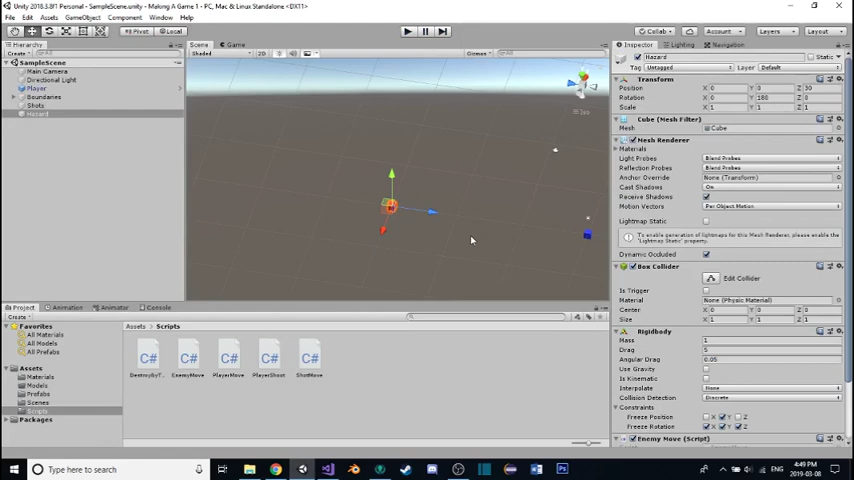 Unity 2018.3.8f1 Personal - SampleScene.unity - Making A Game 1 - PC, Mac & Linux Standalone <DX11>
File Edit Assets GameObject Component Window Help
Pivot Local Collab Account Layers Layout
Hierarchy
Create All
SampleScene
Main Camera
Directional Light
Player
Boundaries
Shots
Hazard
Scene Game
Shaded 2D Gizmos All
Iso
Inspector Lighting Navigation
Hazard Static
Tag Untagged Layer Default
Transform
Position X 0 Y 0 Z 30
Rotation X 0 Y 180 Z 0
Scale X 1 Y 1 Z 1
Cube (Mesh Filter)
Mesh Cube
Mesh Renderer
Materials
Light Probes Blend Probes
Reflection Probes Blend Probes
Anchor Override None (Transform)
Cast Shadows On
Receive Shadows
Motion Vectors Per Object Motion
Lightmap Static
To enable generation of lightmaps for this Mesh Renderer, please enable the 'Lightmap Static' property.
Dynamic Occluded
Box Collider
Edit Collider
Is Trigger
Material None (Physic Material)
Center X 0 Y 0 Z 0
Size X 1 Y 1 Z 1
Rigidbody
Mass 1
Drag 5
Angular Drag 0.05
Use Gravity
Is Kinematic
Interpolate None
Collision Detection Discrete
Constraints
Freeze Position X Y Z
Freeze Rotation X Y Z
Enemy Move (Script)
Project Animation Animator Console
Create
Favorites
All Materials
All Models
All Prefabs
Assets
Materials
Models
Prefabs
Scenes
Scripts
Packages
Assets Scripts
C# C# C# C# C#
DestroyByT... EnemyMove PlayerMove PlayerShoot ShotMove
Type here to search
ENG
4:49 PM
2019-03-08